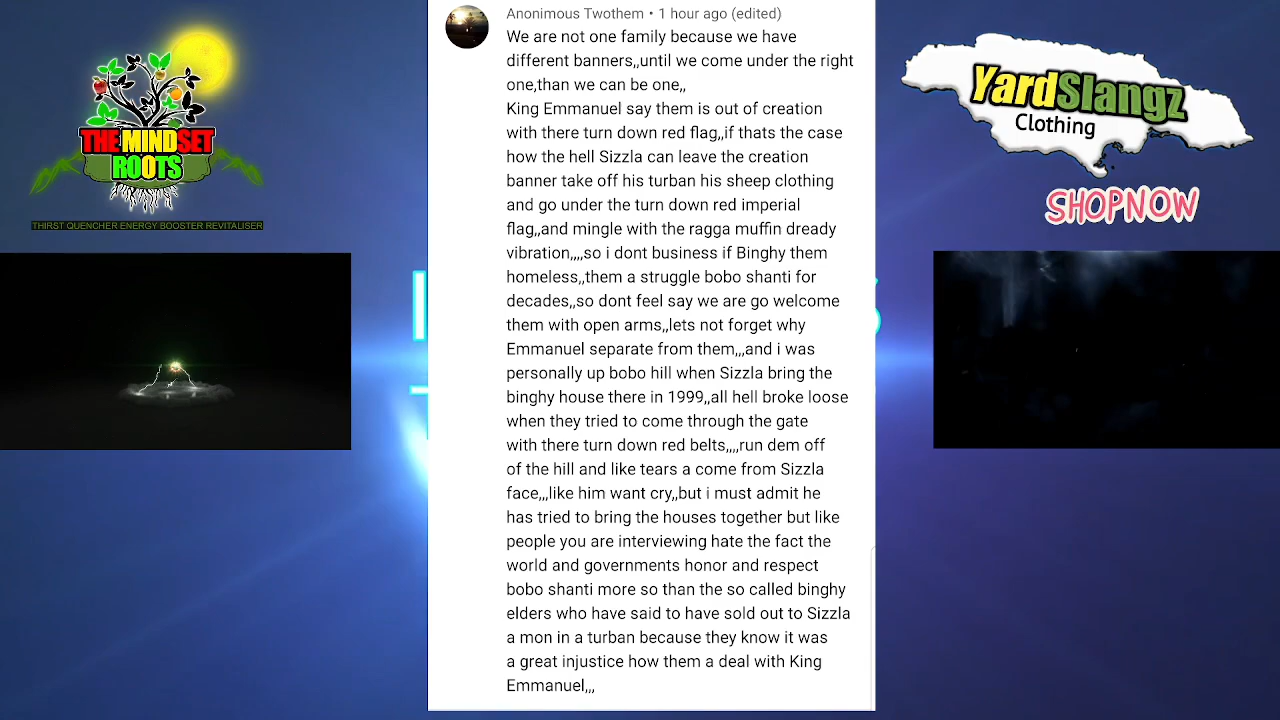 THE MINDSET
ROOTS
THIRST QUENCHER ENERGY BOOSTER REVITALISER
Anonimous Twothem • 1 hour ago (edited)
We are not one family because we have
different banners,,until we come under the right
one,than we can be one,,
King Emmanuel say them is out of creation
with there turn down red flag,,if thats the case
how the hell Sizzla can leave the creation
banner take off his turban his sheep clothing
and go under the turn down red imperial
flag,,and mingle with the ragga muffin dready
vibration,,,,so i dont business if Binghy them
homeless,,them a struggle bobo shanti for
decades,,so dont feel say we are go welcome
them with open arms,,lets not forget why
Emmanuel separate from them,,,and i was
personally up bobo hill when Sizzla bring the
binghy house there in 1999,,all hell broke loose
when they tried to come through the gate
with there turn down red belts,,,,run dem off
of the hill and like tears a come from Sizzla
face,,,like him want cry,,but i must admit he
has tried to bring the houses together but like
people you are interviewing hate the fact the
world and governments honor and respect
bobo shanti more so than the so called binghy
elders who have said to have sold out to Sizzla
a mon in a turban because they know it was
a great injustice how them a deal with King
Emmanuel,,,
YardSlangz
Clothing
SHOPNOW